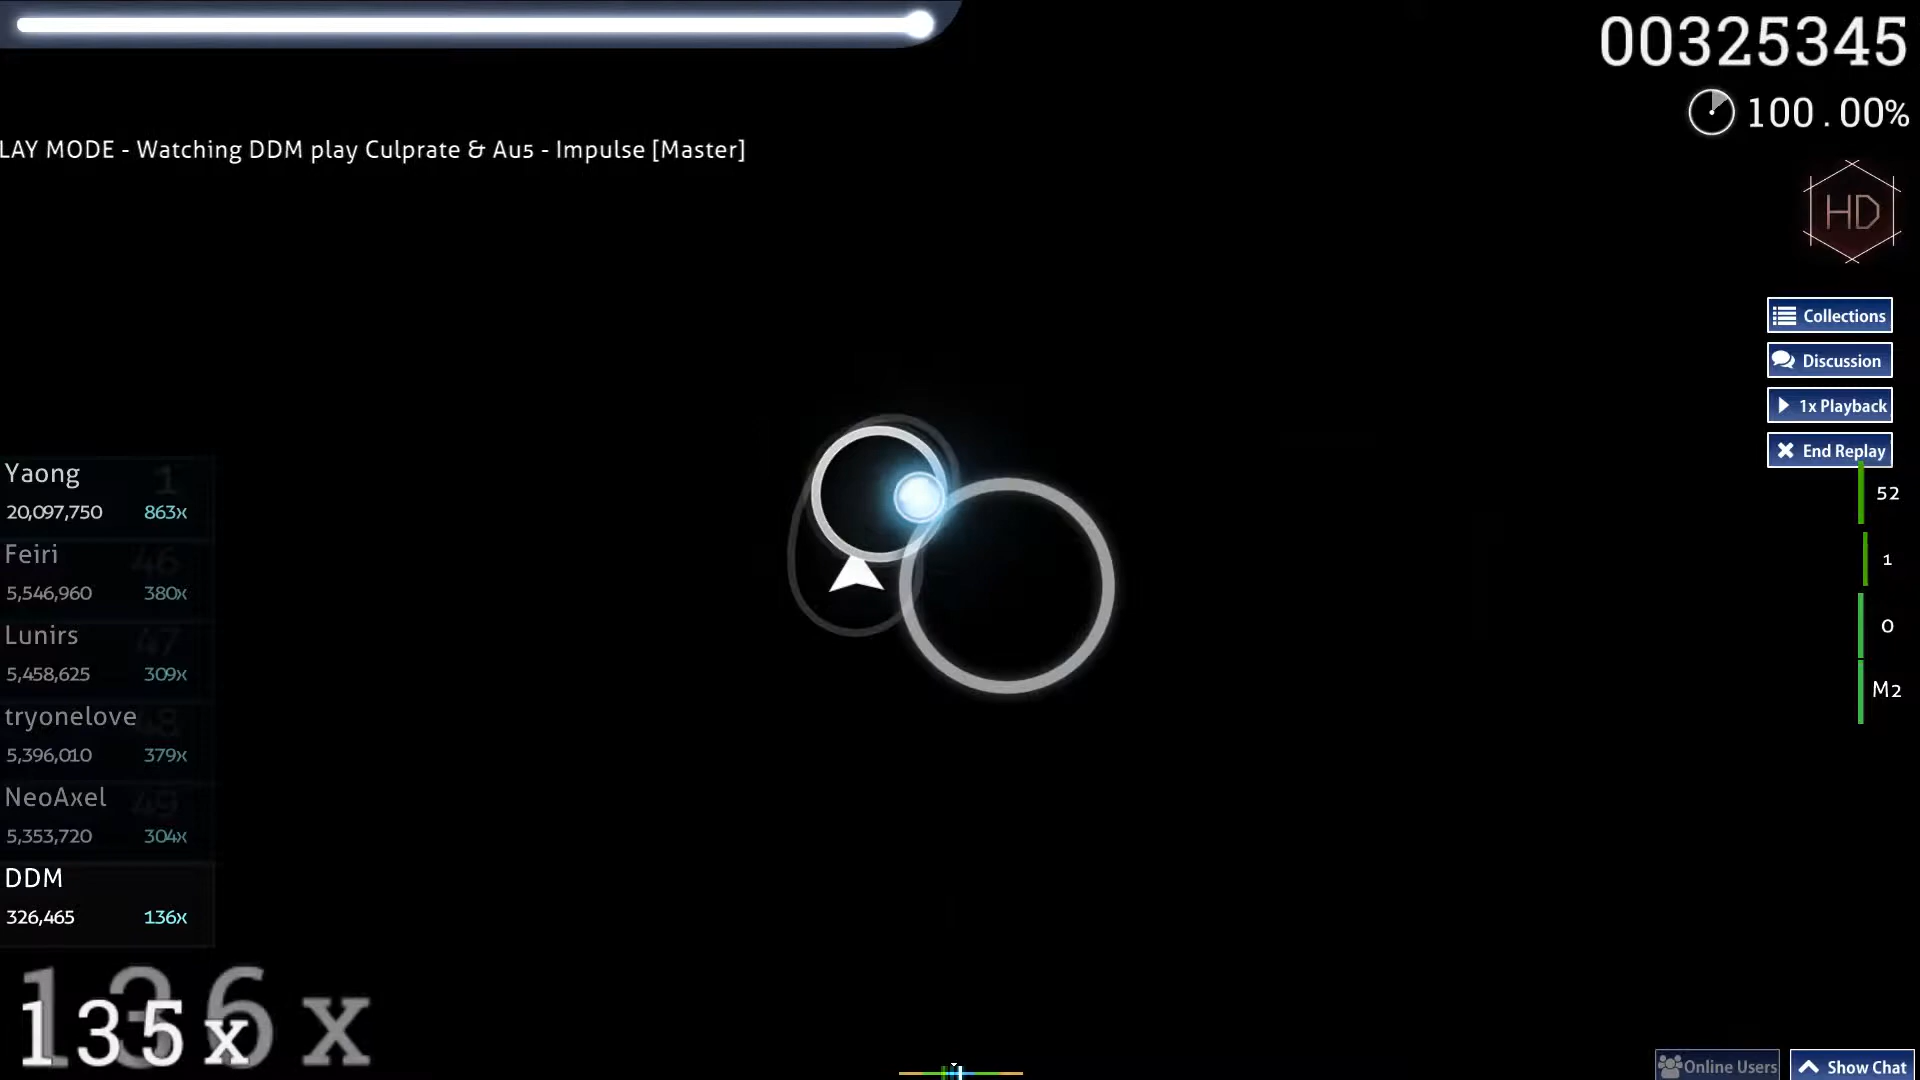 00325345
100.00%
LAY MODE - Watching DDM play Culprate & Au5 - Impulse [Master]
HD
Collections
Discussion
1x Playback
End Replay
52
1
0
M2
Yaong 1
20,097,750 863x
Feiri 46
5,546,960 380x
Lunirs 47
5,458,625 309x
tryonelove 48
5,396,010 379x
NeoAxel 49
5,353,720 304x
DDM
326,465 136x
136x
135x
Online Users
Show Chat